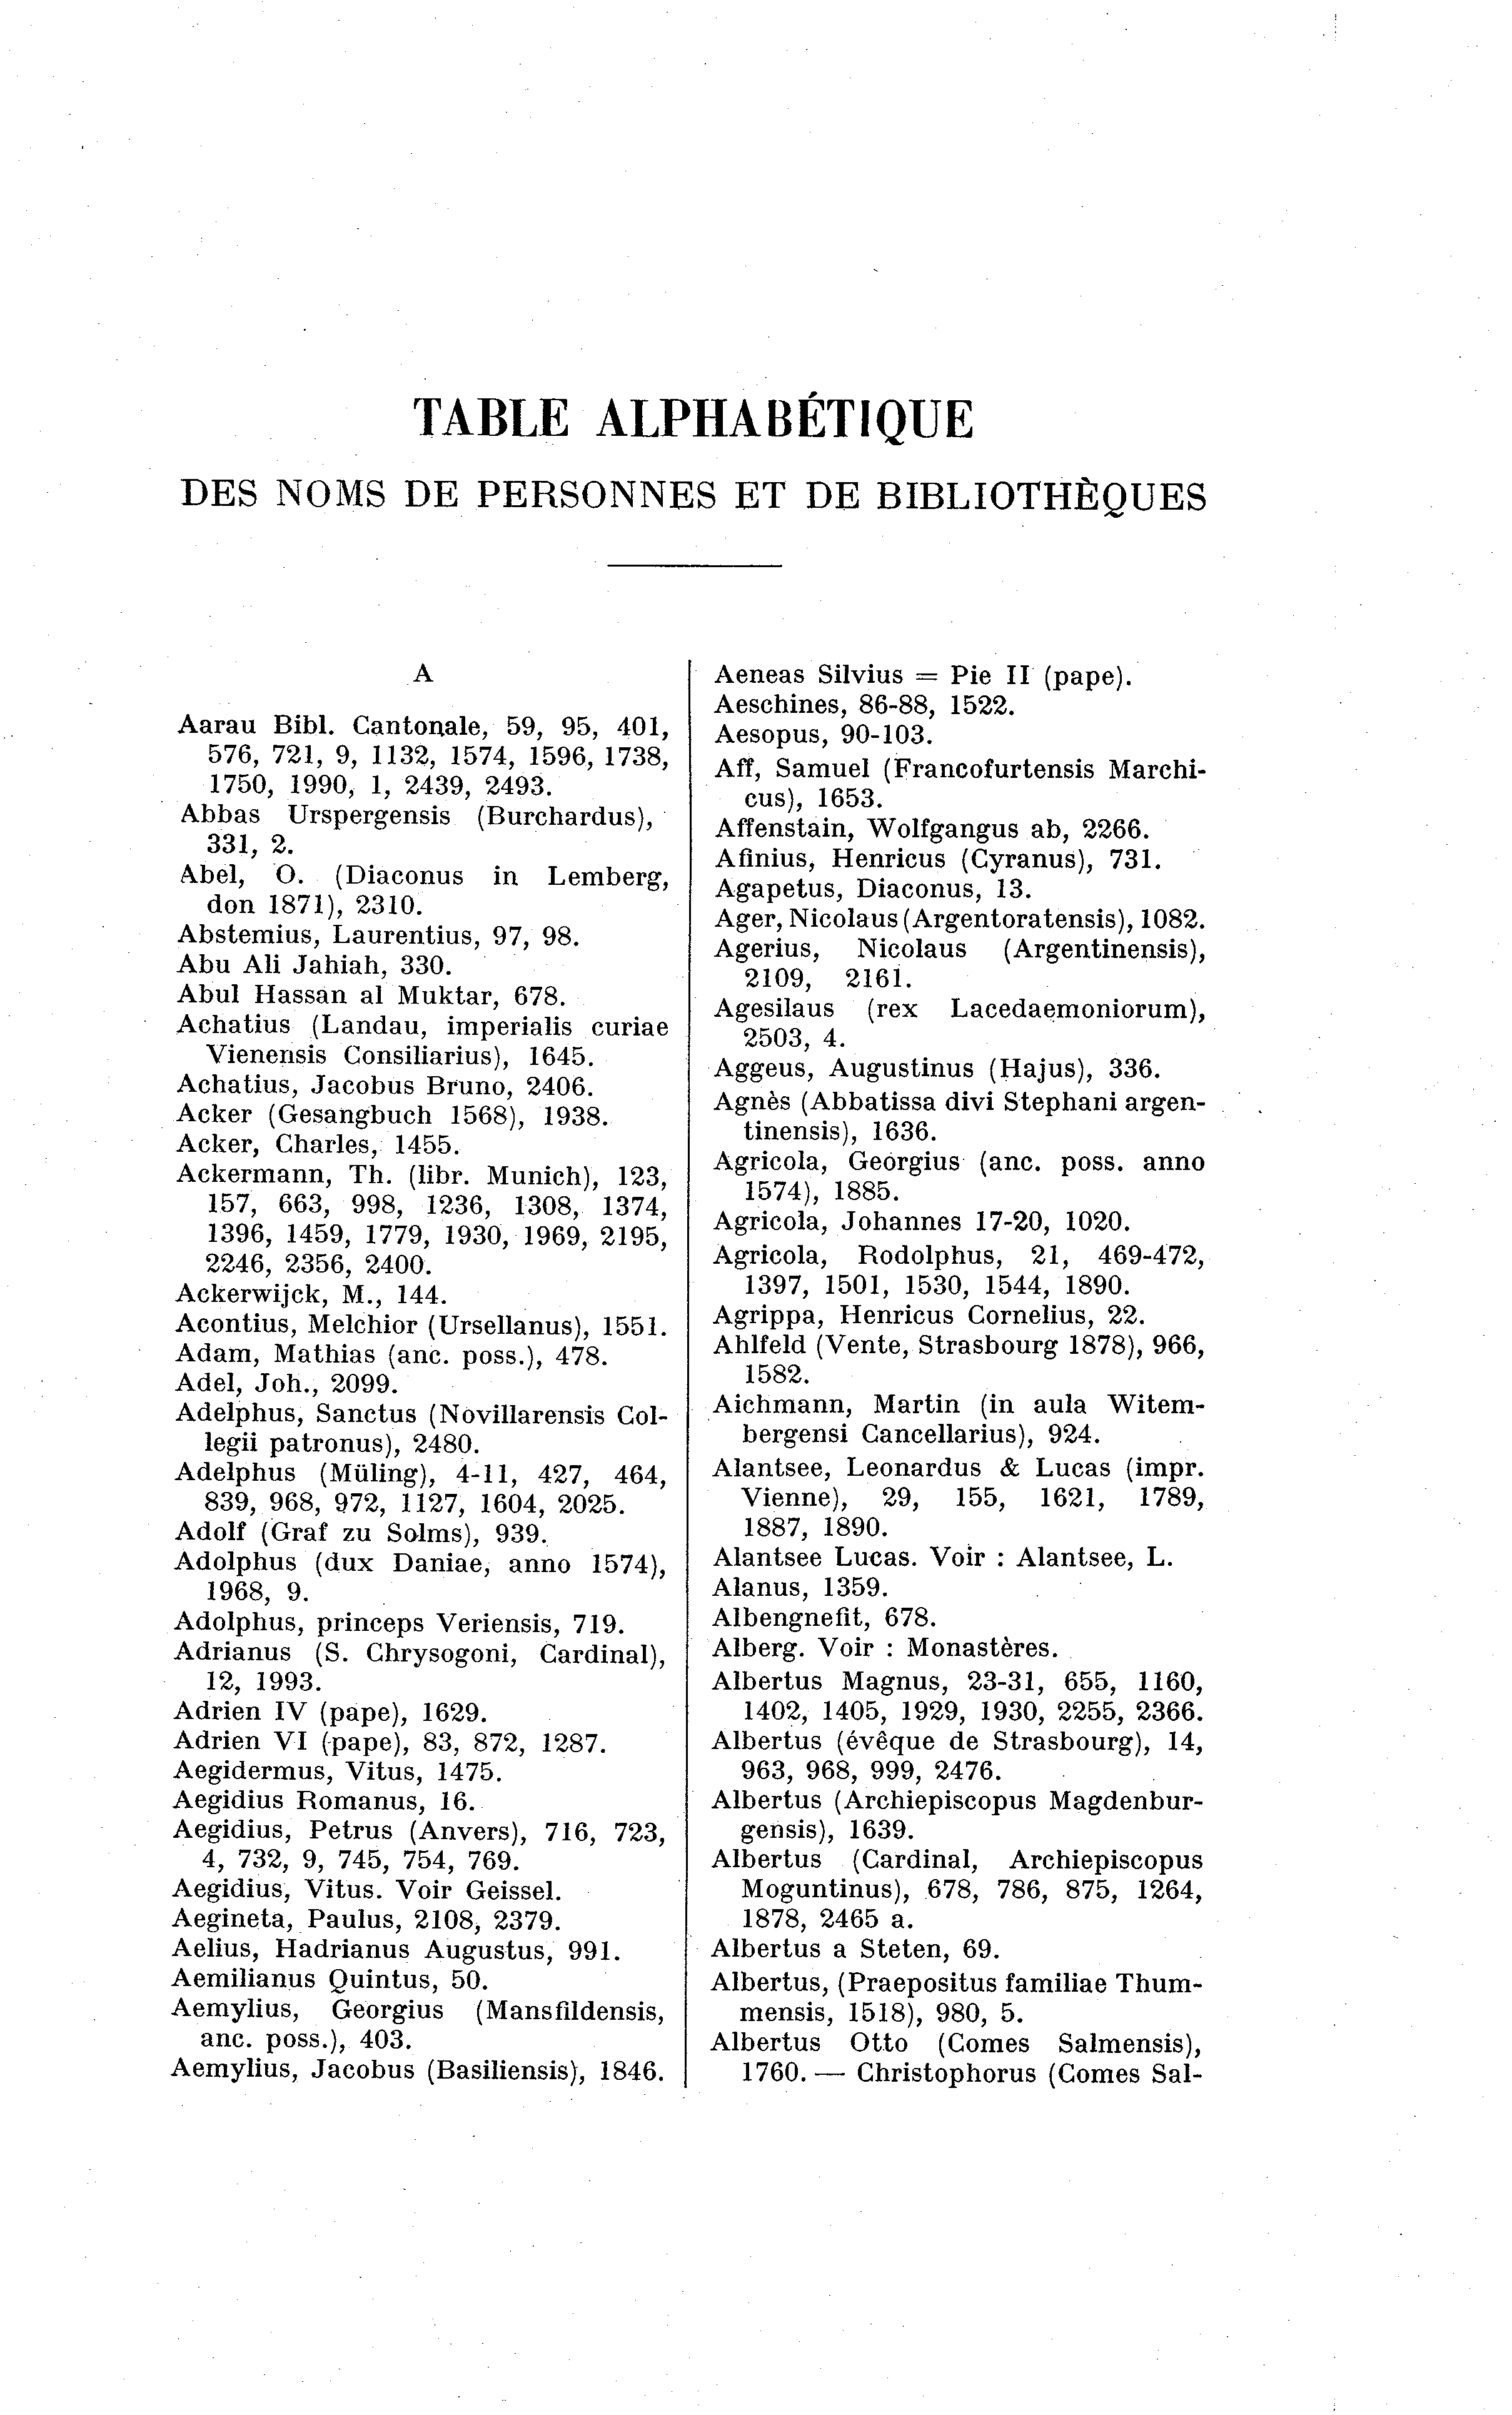 TABLE ALPHABÉTIQUE
DES NOMS DE PERSONNES ET DE BIBLIOTHÈQUES
A
Aarau Bibl. Cantonale, 59, 95, 401,
576, 721, 9, 1132, 1574, 1596, 1738,
1750, 1990, 1, 2439, 2493.
Abbas Urspergensis (Burchardus),
331, 2.
Abel, O. (Diaconus in Lemberg,
don 1871), 2310.
Abstemius, Laurentius, 97, 98.
Abu Ali Jahiah, 330.
Abul Hassan al Muktar, 678.
Achatius (Landau, imperialis curiae
Vienensis Consiliarius), 1645.
Achatius, Jacobus Bruno, 2406.
Acker (Gesangbuch 1568), 1938.
Acker, Charles, 1455.
Ackermann, Th. (libr. Munich), 123,
157, 663, 998, 1236, 1308, 1374,
1396, 1459, 1779, 1930, 1969, 2195,
2246, 2356, 2400.
Ackerwijck, M., 144.
Acontius, Melchior (Ursellanus), 1551.
Adam, Mathias (anc. poss.), 478.
Adel, Joh., 2099.
Adelphus, Sanctus (Novillarensis Col-
legii patronus), 2480.
Adelphus (Müling), 4-11, 427, 464,
839, 968, 972, 1127, 1604, 2025.
Adolf (Graf zu Solms), 939.
Adolphus (dux Daniae, anno 1574),
1968, 9.
Adolphus, princeps Veriensis, 719.
Adrianus (S. Chrysogoni, Cardinal),
12, 1993.
Adrien IV (pape), 1629.
Adrien VI (pape), 83, 872, 1287.
Aegidermus, Vitus, 1475.
Aegidius Romanus, 16.
Aegidius, Petrus (Anvers), 716, 723,
4, 732, 9, 745, 754, 769.
Aegidius, Vitus. Voir Geissel.
Aegineta, Paulus, 2108, 2379.
Aelius, Hadrianus Augustus, 991.
Aemilianus Quintus, 50.
Aemylius, Georgius (Mansfildensis,
anc. poss.), 403.
Aemylius, Jacobus (Basiliensis), 1846.
Aeneas Silvius = Pie II (pape).
Aeschines, 86-88, 1522.
Aesopus, 90-103.
Aff, Samuel (Francofurtensis Marchi-
cus), 1653.
Affenstain, Wolfgangus ab, 2266.
Afinius, Henricus (Cyranus), 731.
Agapetus, Diaconus, 13.
Ager, Nicolaus (Argentoratensis), 1082.
Agerius, Nicolaus (Argentinensis),
2109, 2161.
Agesilaus (rex Lacedaemoniorum),
2503, 4.
Aggeus, Augustinus (Hajus), 336.
Agnès (Abbatissa divi Stephani argen-
tinensis), 1636.
Agricola, Georgius (anc. poss. anno
1574), 1885.
Agricola, Johannes 17-20, 1020.
Agricola, Rodolphus, 21, 469-472,
1397, 1501, 1530, 1544, 1890.
Agrippa, Henricus Cornelius, 22.
Ahlfeld (Vente, Strasbourg 1878), 966,
1582.
Aichmann, Martin (in aula Witem-
bergensi Cancellarius), 924.
Alantsee, Leonardus & Lucas (impr.
Vienne), 29, 155, 1621, 1789,
1887, 1890.
Alantsee Lucas. Voir : Alantsee, L.
Alanus, 1359.
Albengnefit, 678.
Alberg. Voir : Monastères.
Albertus Magnus, 23-31, 655, 1160,
1402, 1405, 1929, 1930, 2255, 2366.
Albertus (évêque de Strasbourg), 14,
963, 968, 999, 2476.
Albertus (Archiepiscopus Magdenbur-
gensis), 1639.
Albertus (Cardinal, Archiepiscopus
Moguntinus), 678, 786, 875, 1264,
1878, 2465 a.
Albertus a Steten, 69.
Albertus, (Praepositus familiae Thum-
mensis, 1518), 980, 5.
Albertus Otto (Comes Salmensis),
1760. — Christophorus (Comes Sal-